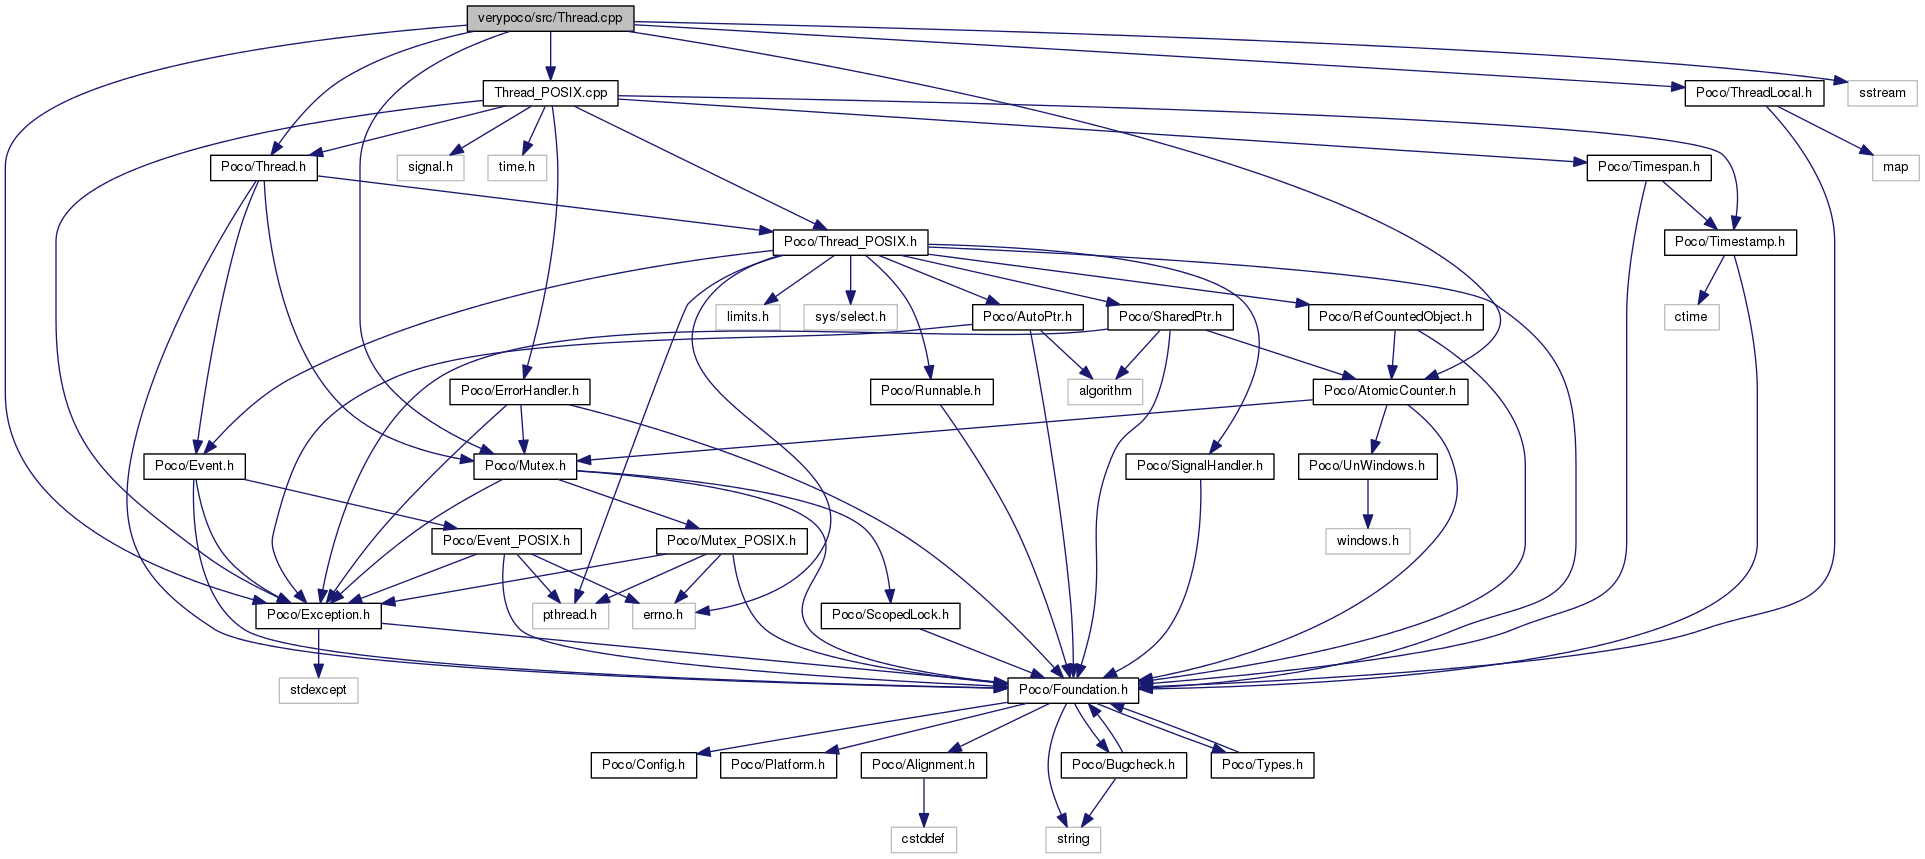 verypoco/src/Thread.cpp
Thread_POSIX.cpp
Poco/ThreadLocal.h
sstream
Poco/Thread.h
signal.h
time.h
Poco/Timespan.h
map
Poco/Thread_POSIX.h
Poco/Timestamp.h
limits.h
sys/select.h
Poco/AutoPtr.h
Poco/SharedPtr.h
Poco/RefCountedObject.h
ctime
Poco/ErrorHandler.h
Poco/Runnable.h
algorithm
Poco/AtomicCounter.h
Poco/Event.h
Poco/Mutex.h
Poco/SignalHandler.h
Poco/UnWindows.h
Poco/Event_POSIX.h
Poco/Mutex_POSIX.h
windows.h
Poco/Exception.h
pthread.h
errno.h
Poco/ScopedLock.h
stdexcept
Poco/Foundation.h
Poco/Config.h
Poco/Platform.h
Poco/Alignment.h
Poco/Bugcheck.h
Poco/Types.h
cstddef
string